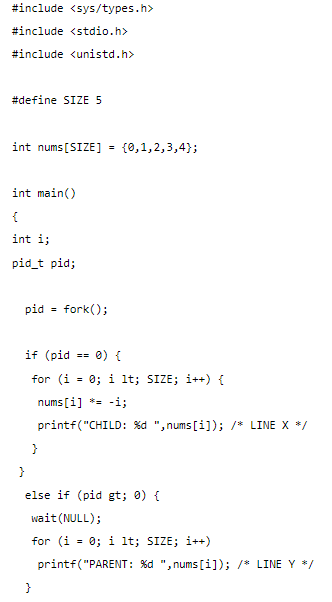 #include <sys/types.h>
#include <stdio.h>
#include <unistd.h>
#define SIZE 5
int nums[SIZE] = {0,1,2,3,4};
int main()
{
int i;
pid_t pid;
pid = fork();
if (pid == 0) {
for (i = 0; i lt; SIZE; i++) {
nums[i] *= -i;
printf("CHILD: %d ",nums[i]); /* LINE X */
}
}
else if (pid gt; 0) {
wait(NULL);
for (i = 0; i lt; SIZE; i++)
printf("PARENT: %d ",nums[i]); /* LINE Y */
}